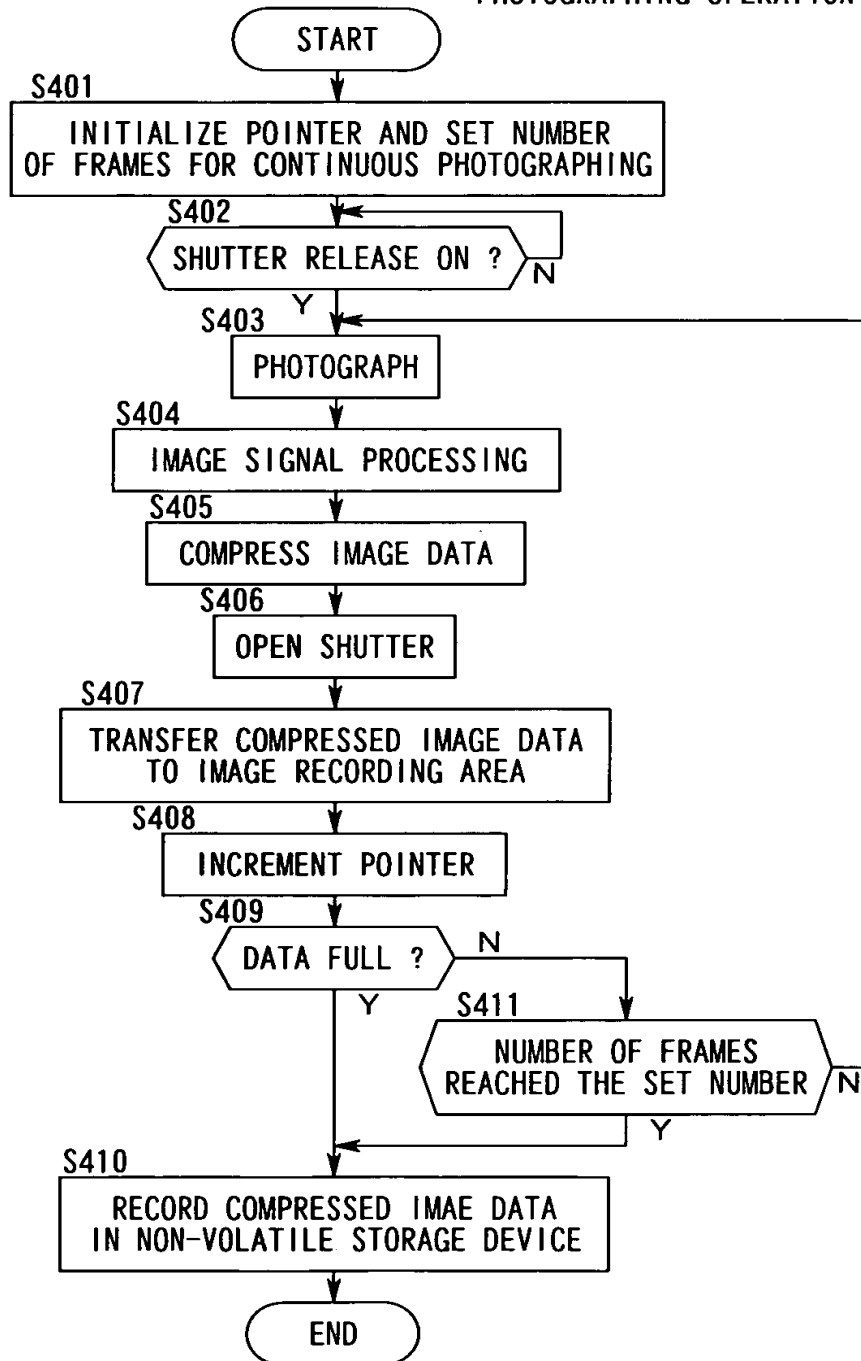 PHOTOGRAPHING OPERATION
START
S401
INITIALIZE POINTER AND SET NUMBER
OF FRAMES FOR CONTINUOUS PHOTOGRAPHING
S402
SHUTTER RELEASE ON ?
N
Y
S403
PHOTOGRAPH
S404
IMAGE SIGNAL PROCESSING
S405
COMPRESS IMAGE DATA
S406
OPEN SHUTTER
S407
TRANSFER COMPRESSED IMAGE DATA
TO IMAGE RECORDING AREA
S408
INCREMENT POINTER
S409
DATA FULL ?
N
Y
S411
NUMBER OF FRAMES
REACHED THE SET NUMBER
N
Y
S410
RECORD COMPRESSED IMAE DATA
IN NON-VOLATILE STORAGE DEVICE
END